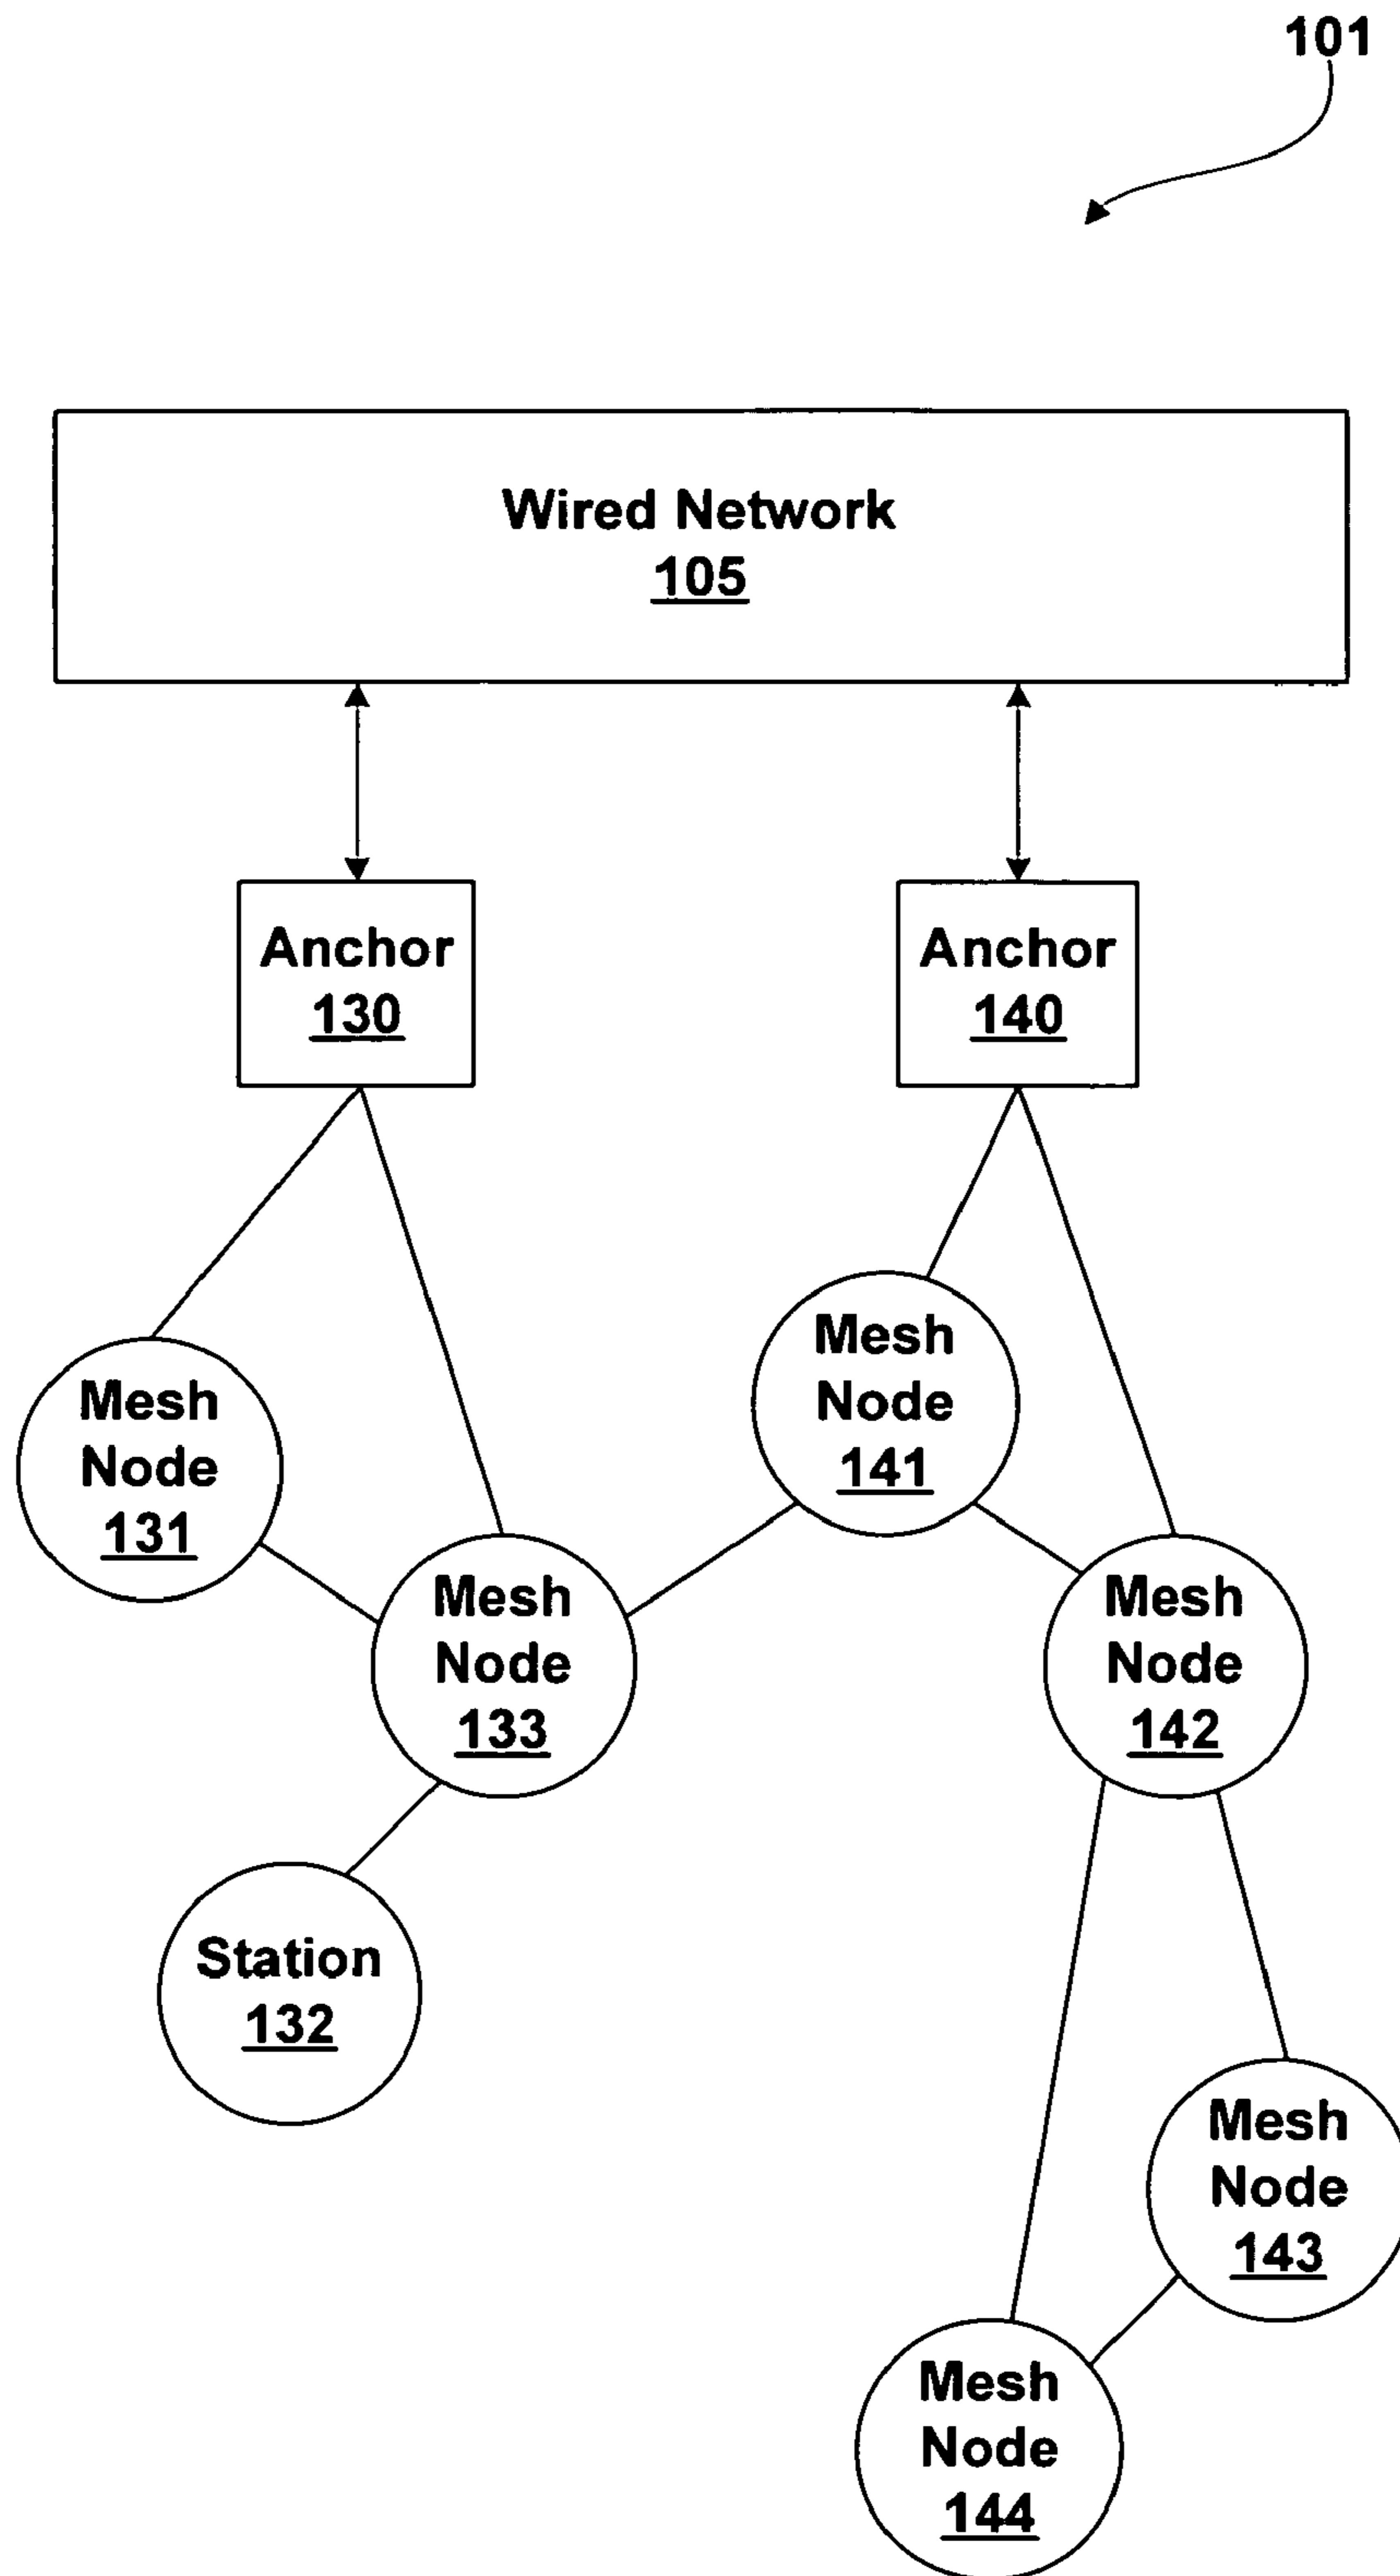 101
Wired Network
105
Anchor
130
Anchor
140
Mesh
Node
141
Mesh
Node
131
Mesh
Node
133
Mesh
Node
142
Station
132
Mesh
Node
143
Mesh
Node
144